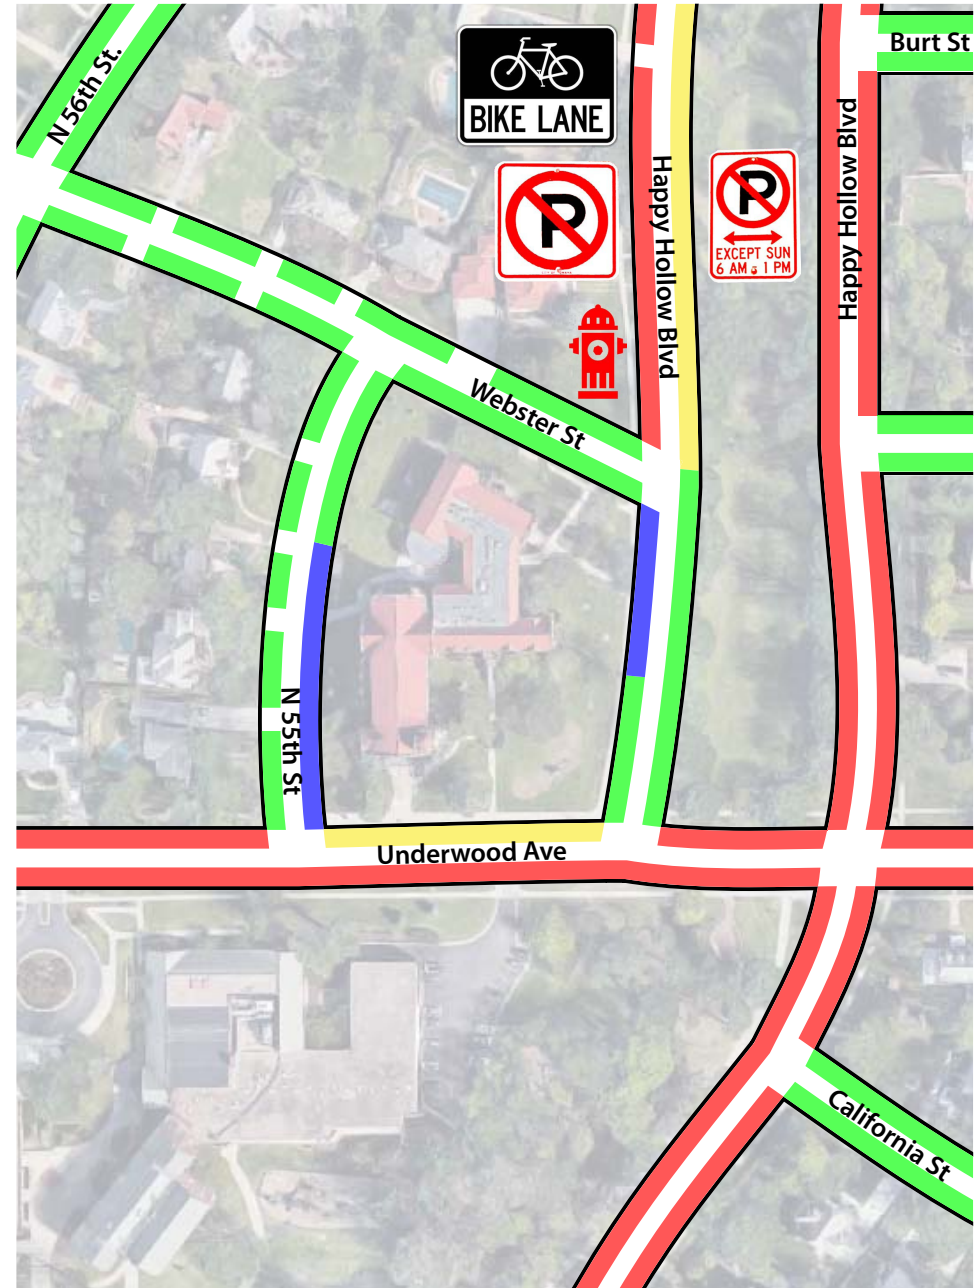 N 56th St.
Burt St
BIKE LANE
P
P
EXCEPT SUN
6 AM - 1 PM
Happy Hollow Blvd
Happy Hollow Blvd
Webster St
N 55th St
Underwood Ave
California St